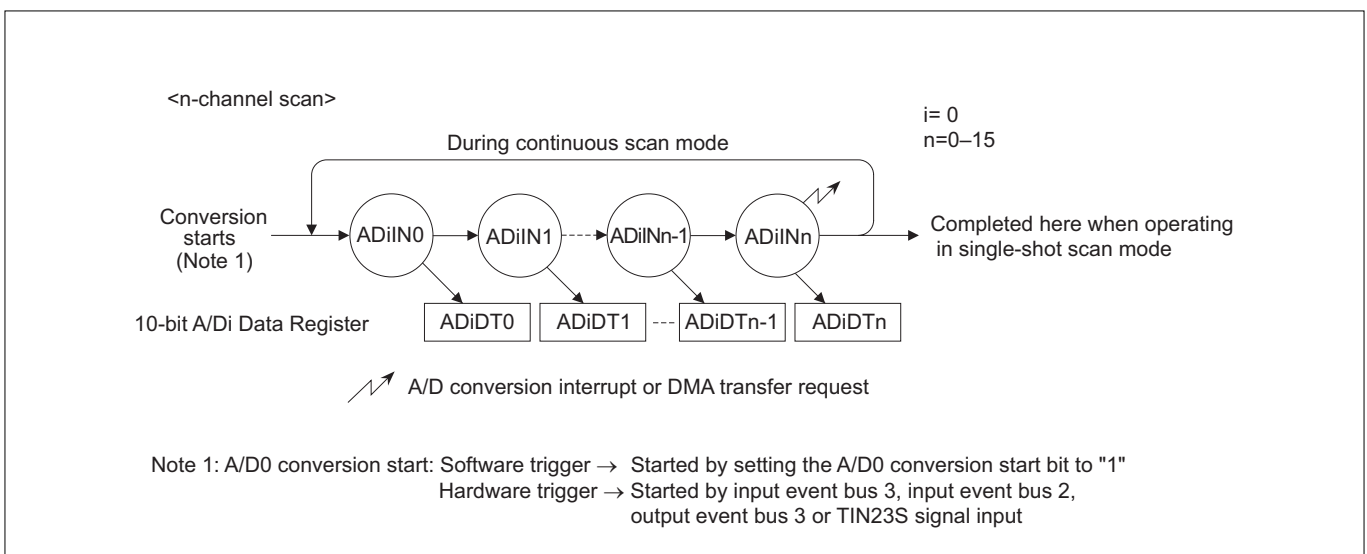 <n-channel scan>
i= 0
n=0–15
During continuous scan mode
Conversion
starts
(Note 1)
ADiIN0
ADiIN1
ADiINn-1
ADiINn
Completed here when operating
in single-shot scan mode
10-bit A/Di Data Register
ADiDT0
ADiDT1
ADiDTn-1
ADiDTn
A/D conversion interrupt or DMA transfer request
Note 1: A/D0 conversion start: Software trigger → Started by setting the A/D0 conversion start bit to "1"
Hardware trigger → Started by input event bus 3, input event bus 2,
output event bus 3 or TIN23S signal input